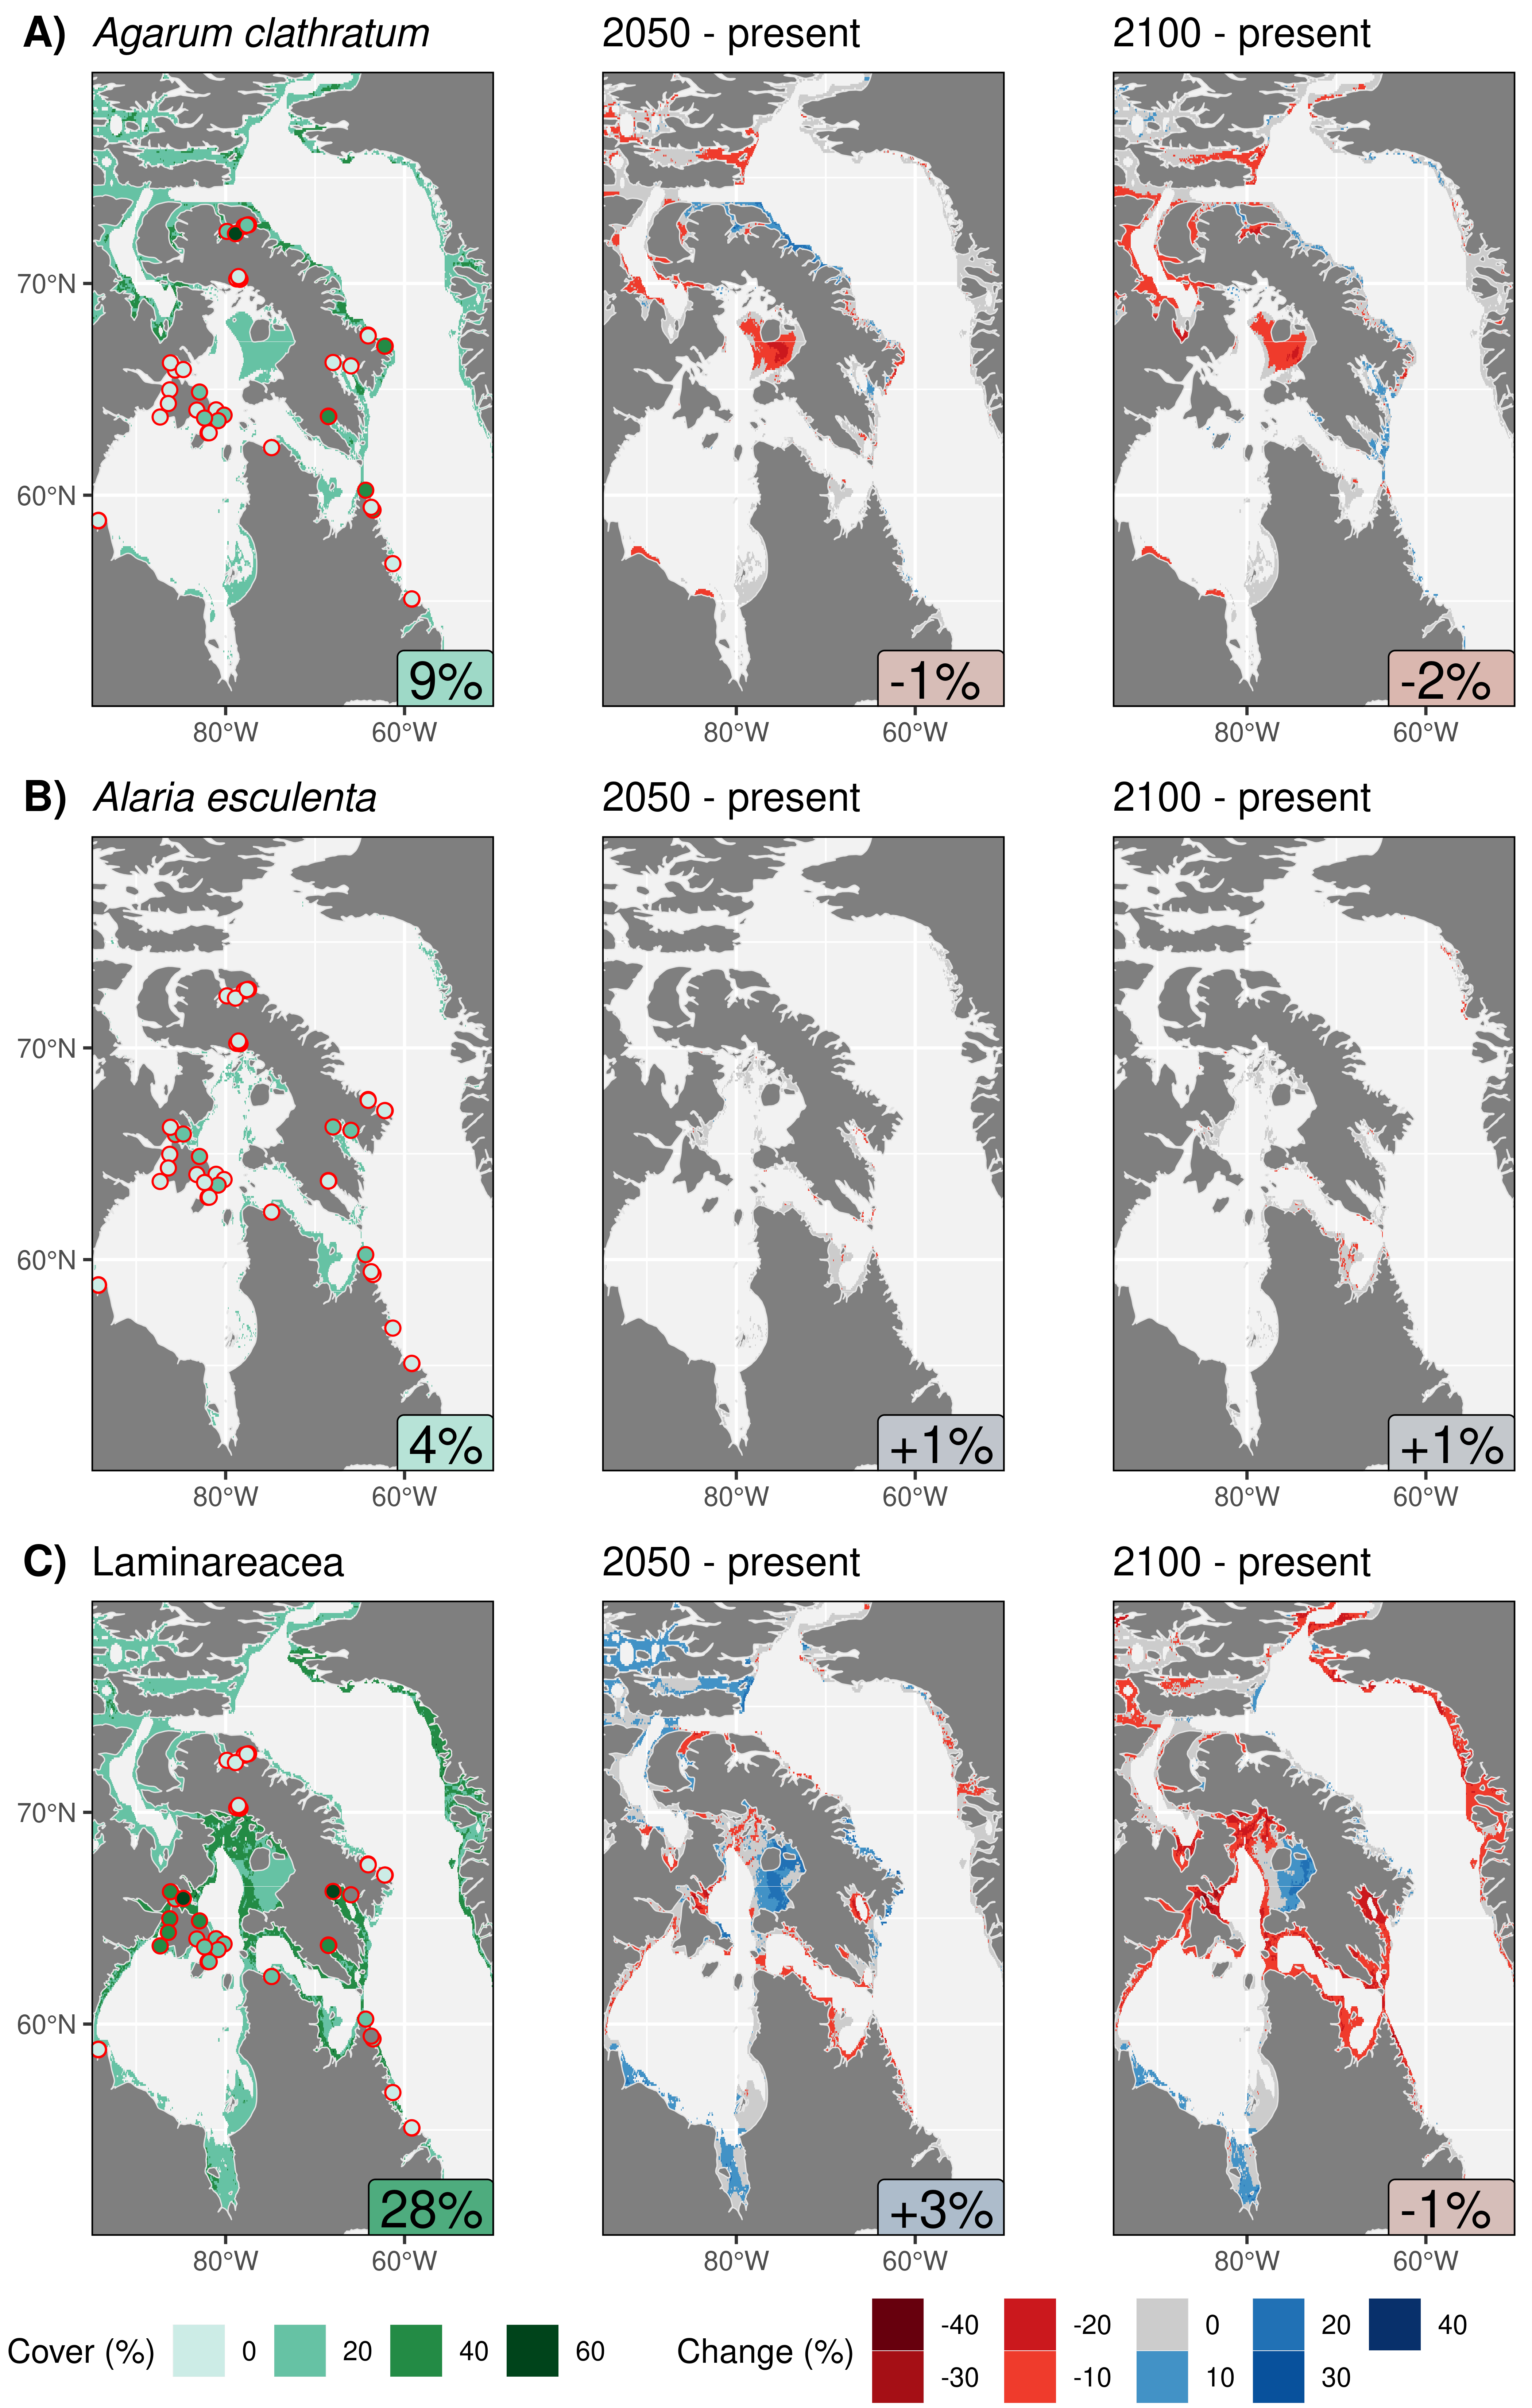 A) Agarum clathratum 2050 - present 2100 - present
70°N
60°N
9% -1% -2%
80°W 60°W 80°W 60°W 80°W 60°W
B) Alaria esculenta 2050 - present 2100 - present
70°N
60°N
4% +1% +1%
80°W 60°W 80°W 60°W 80°W 60°W
C) Laminareacea 2050 - present 2100 - present
70°N
60°N
28% +3% -1%
80°W 60°W 80°W 60°W 80°W 60°W
Cover (%) 0 20 40 60
Change (%) -40 -20 0 20 40
-30 -10 10 30